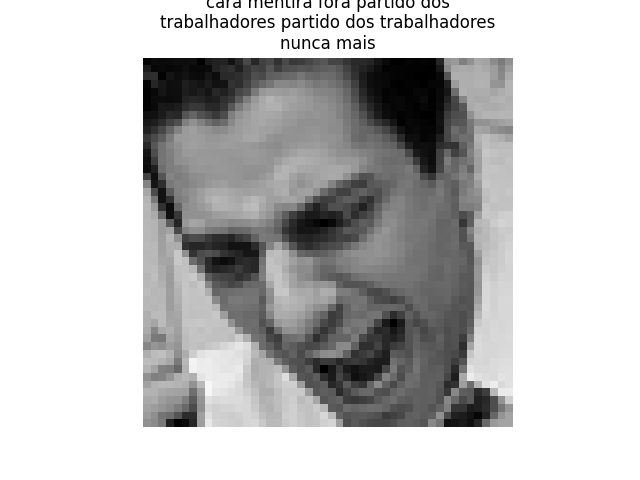 cara mentira fora partido dos
trabalhadores partido dos trabalhadores
nunca mais